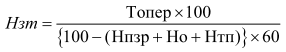 Нзт = Топер×100 / {100−(Нпзр + Но + Нтп)}×60